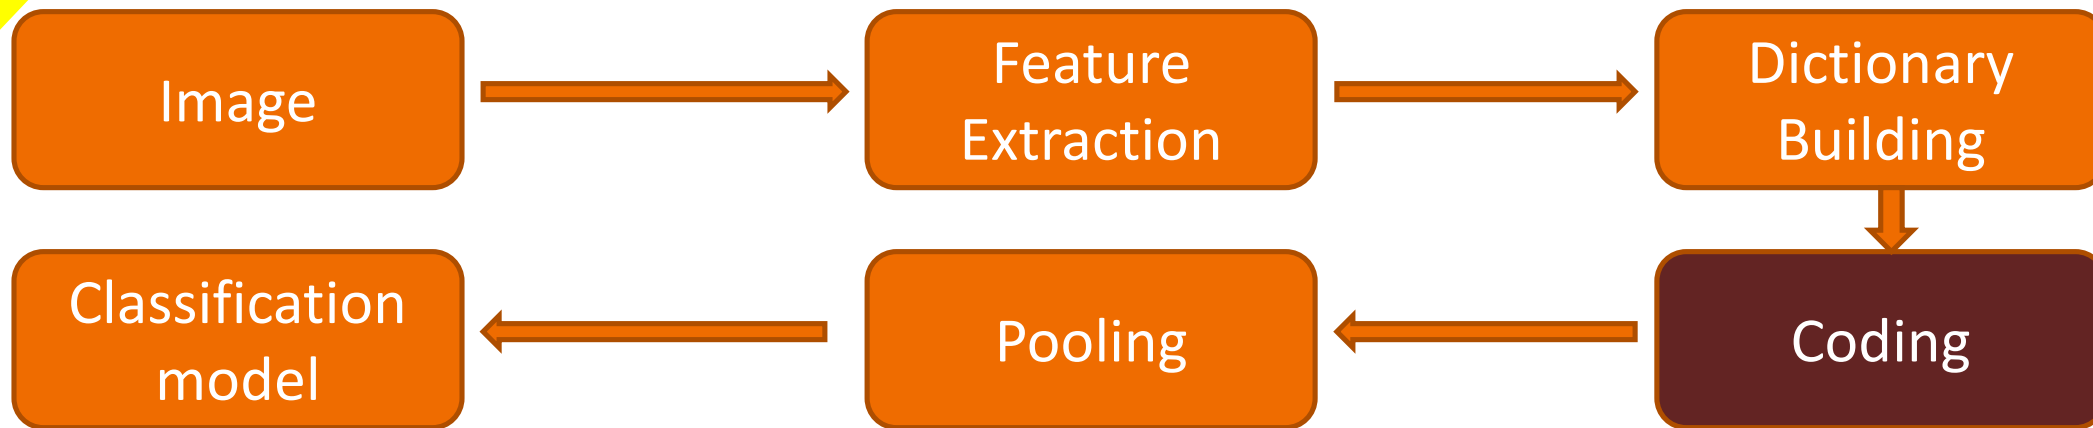 Image
Feature
Extraction
Dictionary
Building
Classification
model
Pooling
Coding